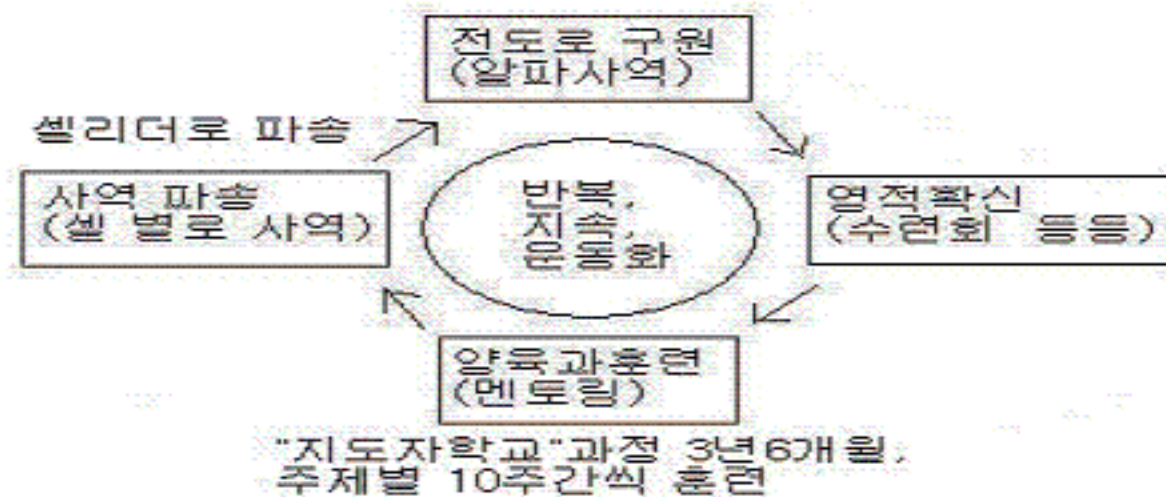 전도로 구원
(알파사역)
셀리더로 파송
사역 파송
(셀 별로 사역)
반복,
지속,
운동화
영적확신
(수련회 등등)
양육과훈련
(멘토링)
"지도자학교"과정 3년6개월,
주제별 10주간씩 훈련